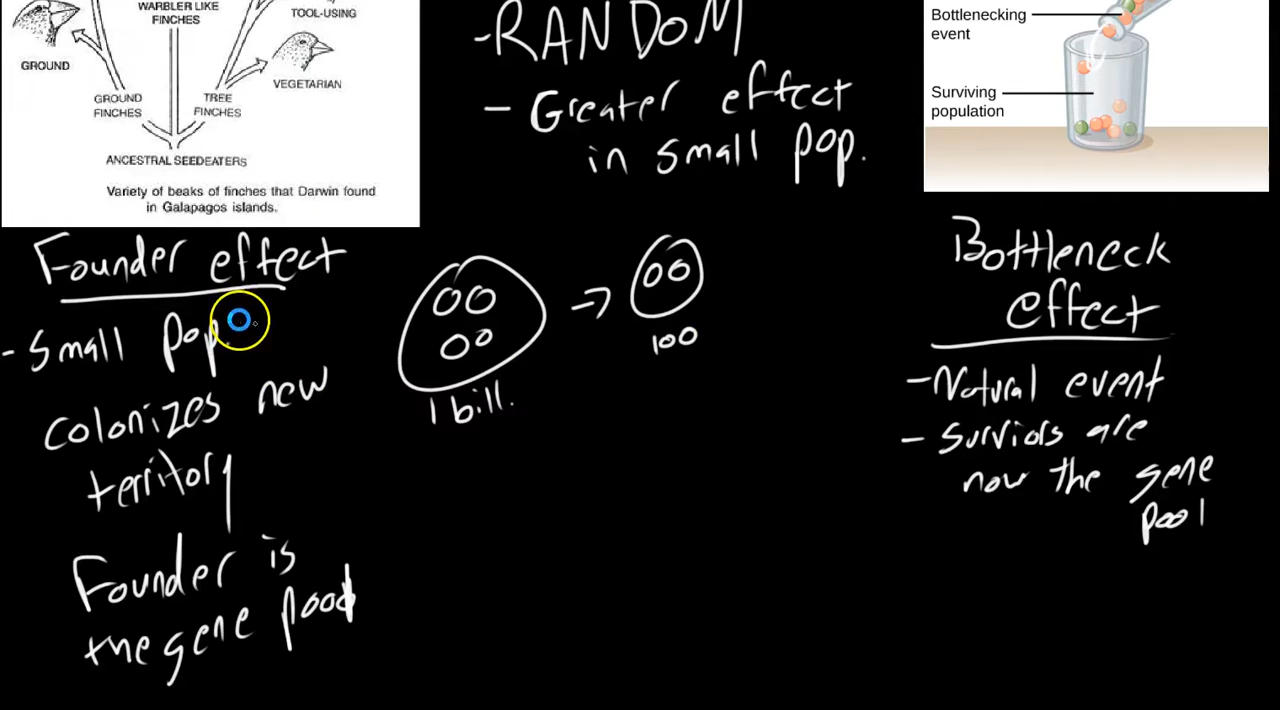 WARBLER LIKE
FINCHES
TOOL-USING
GROUND
VEGETARIAN
GROUND
FINCHES
TREE
FINCHES
ANCESTRAL SEEDEATERS
Variety of beaks of finches that Darwin found
in Galapagos islands.
-RANDOM
- Greater effect
in small pop.
Bottlenecking
event
Surviving
population
Founder effect
- Small pop.
colonizes new
territory
Founder is
the gene pool
1 bill.
100
Bottleneck
effect
- Natural event
- Surviors are
now the gene
pool